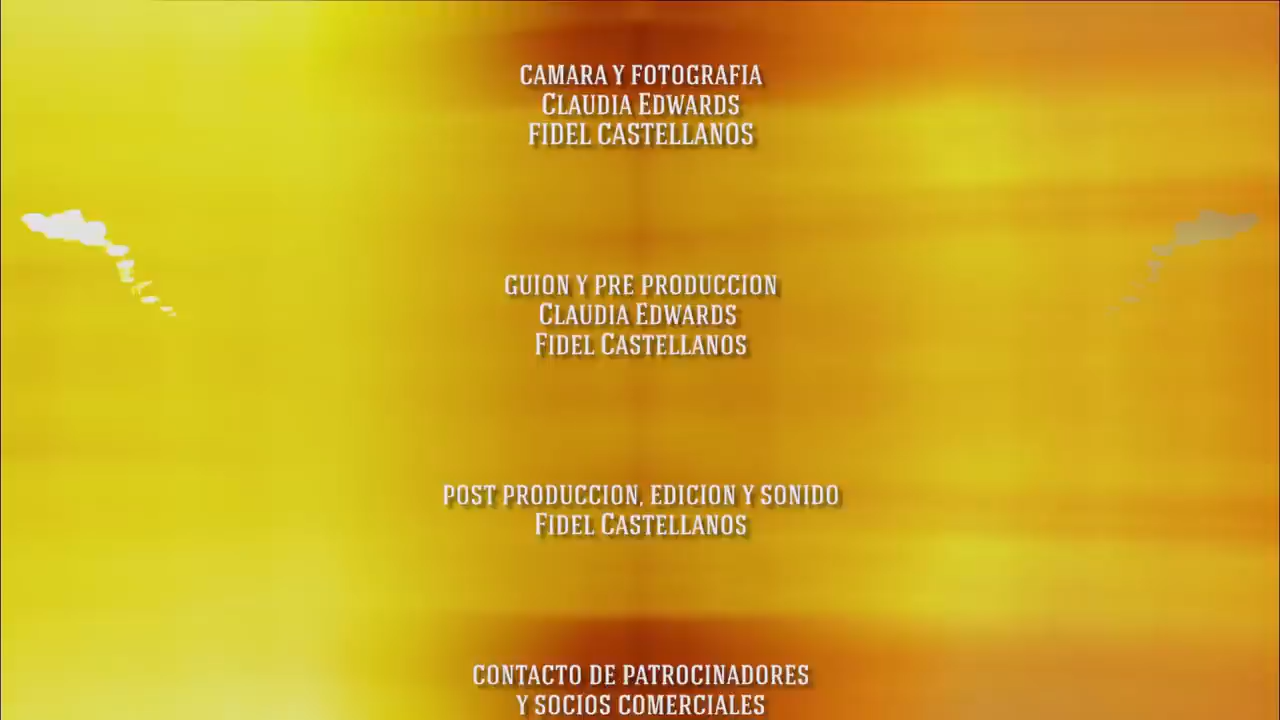 CAMARA Y FOTOGRAFIA
CLAUDIA EDWARDS
FIDEL CASTELLANOS
GUION Y PRE PRODUCCION
CLAUDIA EDWARDS
FIDEL CASTELLANOS
POST PRODUCCION, EDICION Y SONIDO
FIDEL CASTELLANOS
CONTACTO DE PATROCINADORES
Y SOCIOS COMERCIALES